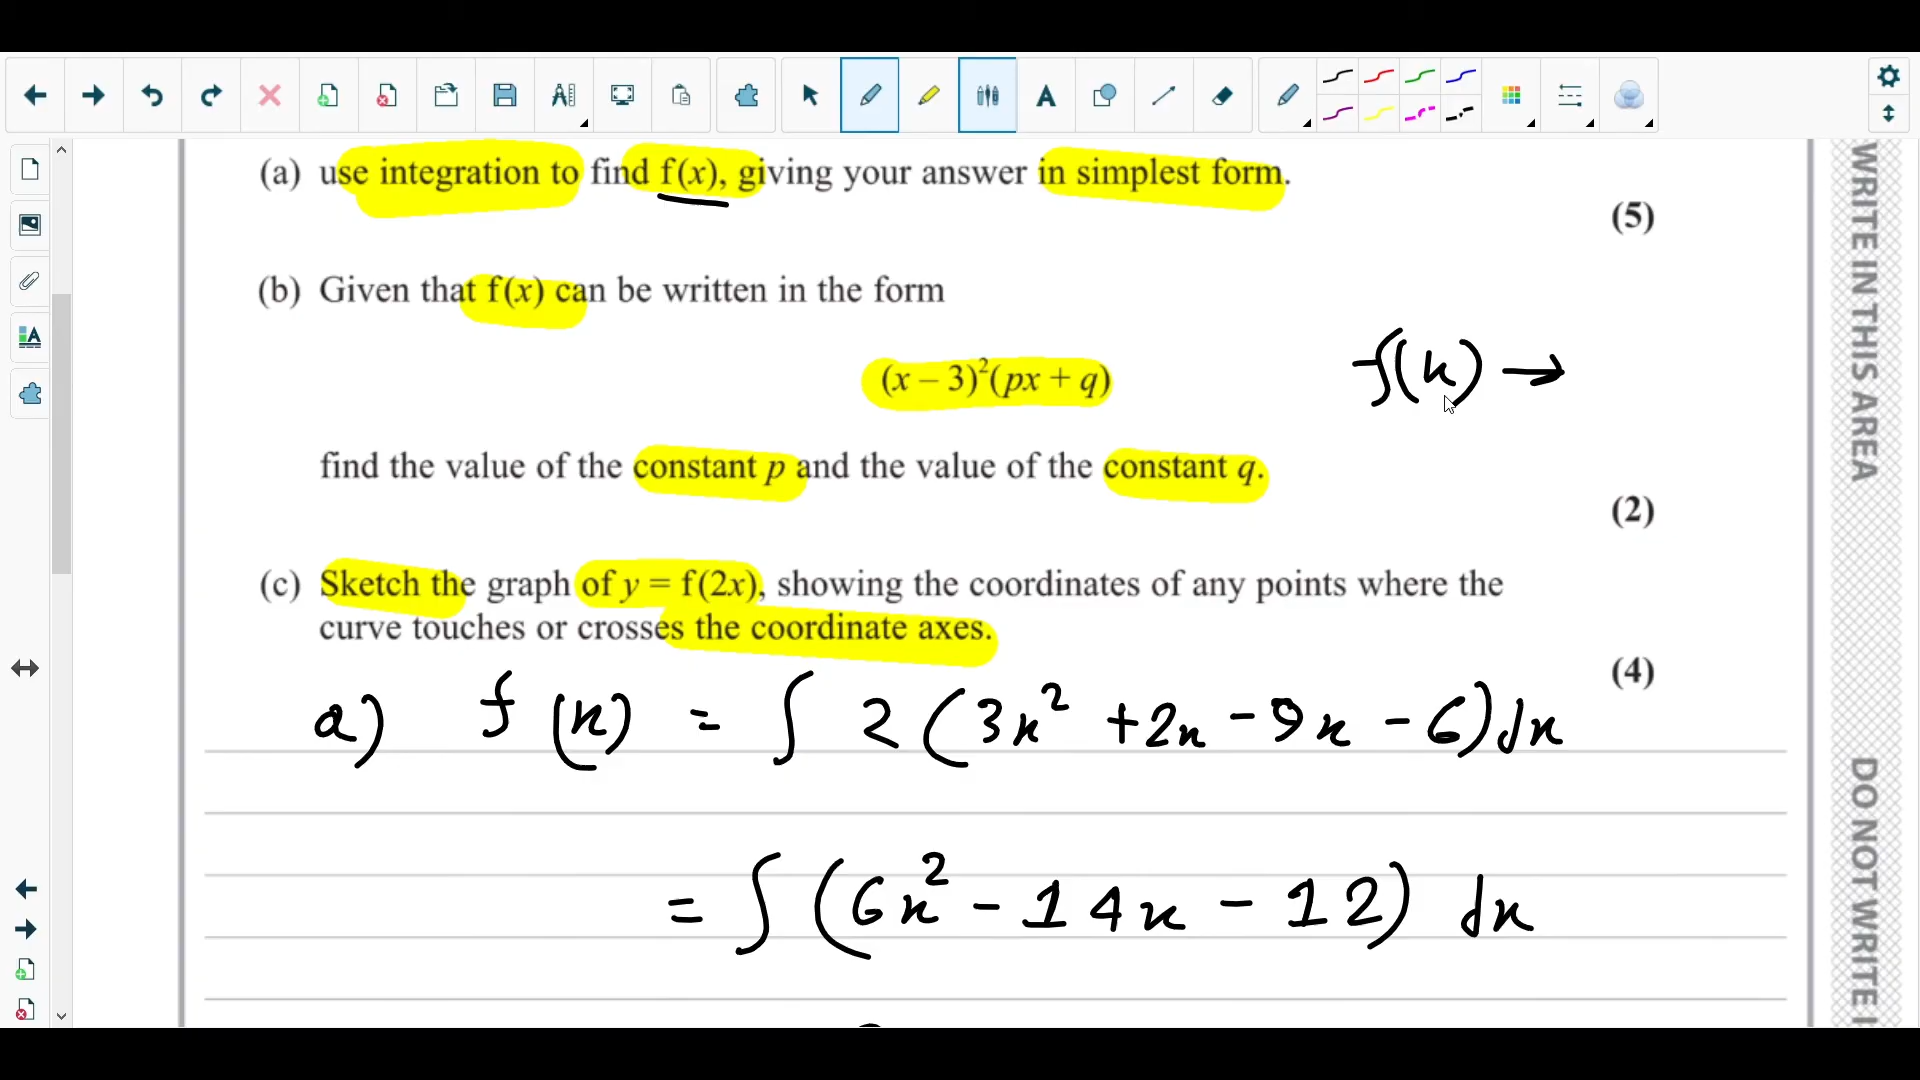 (a) use integration to find f(x), giving your answer in simplest form.
(5)
(b) Given that f(x) can be written in the form
(x – 3)²(px + q)
f(x) →
find the value of the constant p and the value of the constant q.
(2)
(c) Sketch the graph of y = f(2x), showing the coordinates of any points where the
curve touches or crosses the coordinate axes.
(4)
a) f(x) = ∫ 2(3x² +2x - 9x - 6)dx
= ∫ (6x² - 14x - 12) dx
WRITE IN THIS AREA
DO NOT WRITE I